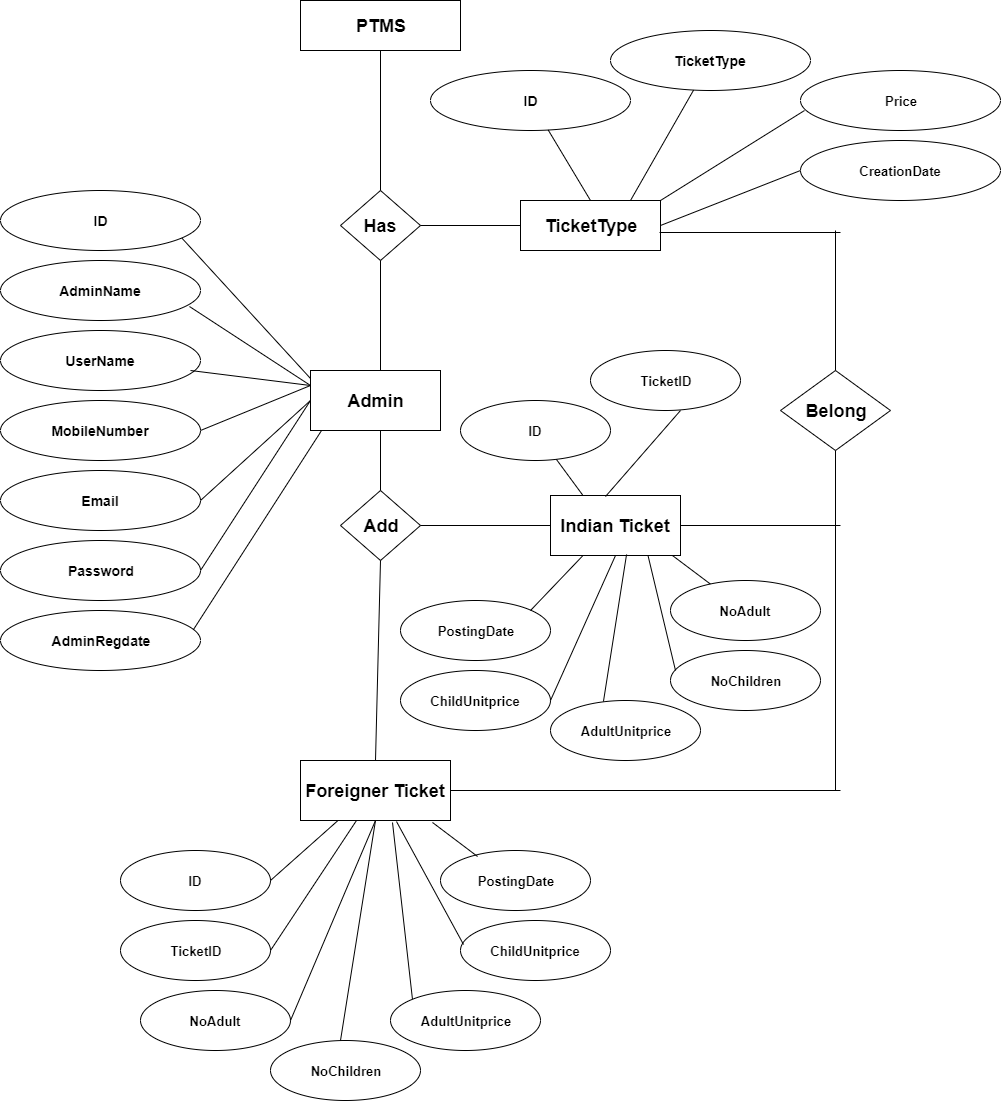 PTMS
TicketType
ID
Price
CreationDate
ID
Has
TicketType
AdminName
UserName
TicketID
Admin
Belong
MobileNumber
ID
Email
Add
Indian Ticket
Password
NoAdult
PostingDate
AdminRegdate
NoChildren
ChildUnitprice
AdultUnitprice
Foreigner Ticket
ID
PostingDate
TicketID
ChildUnitprice
NoAdult
AdultUnitprice
NoChildren